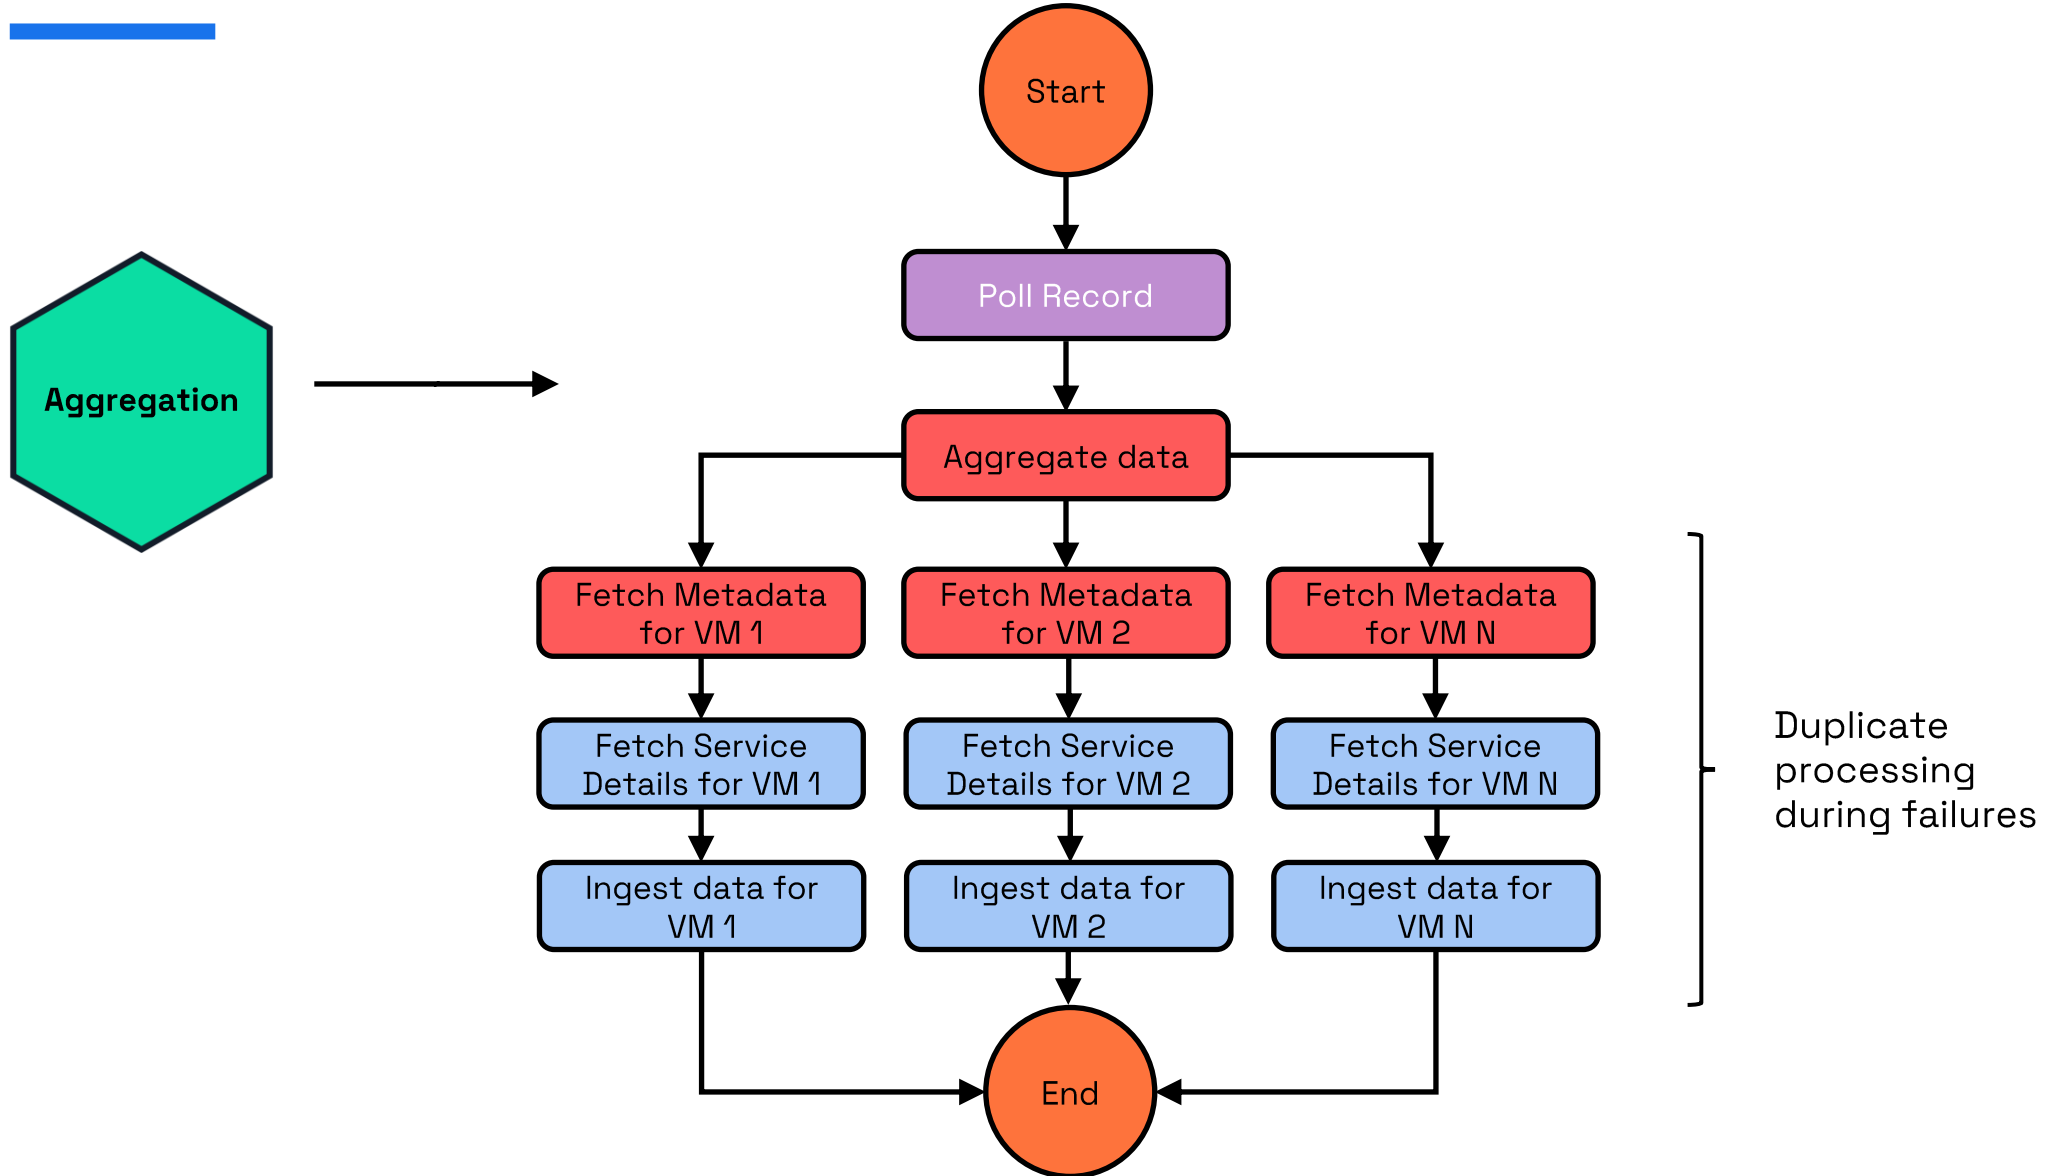 Start
Poll Record
Aggregation
Aggregate data
Fetch Metadata
for VM 1
Fetch Metadata
for VM 2
Fetch Metadata
for VM N
Fetch Service
Details for VM 1
Fetch Service
Details for VM 2
Fetch Service
Details for VM N
Duplicate
processing
during failures
Ingest data for
VM 1
Ingest data for
VM 2
Ingest data for
VM N
End